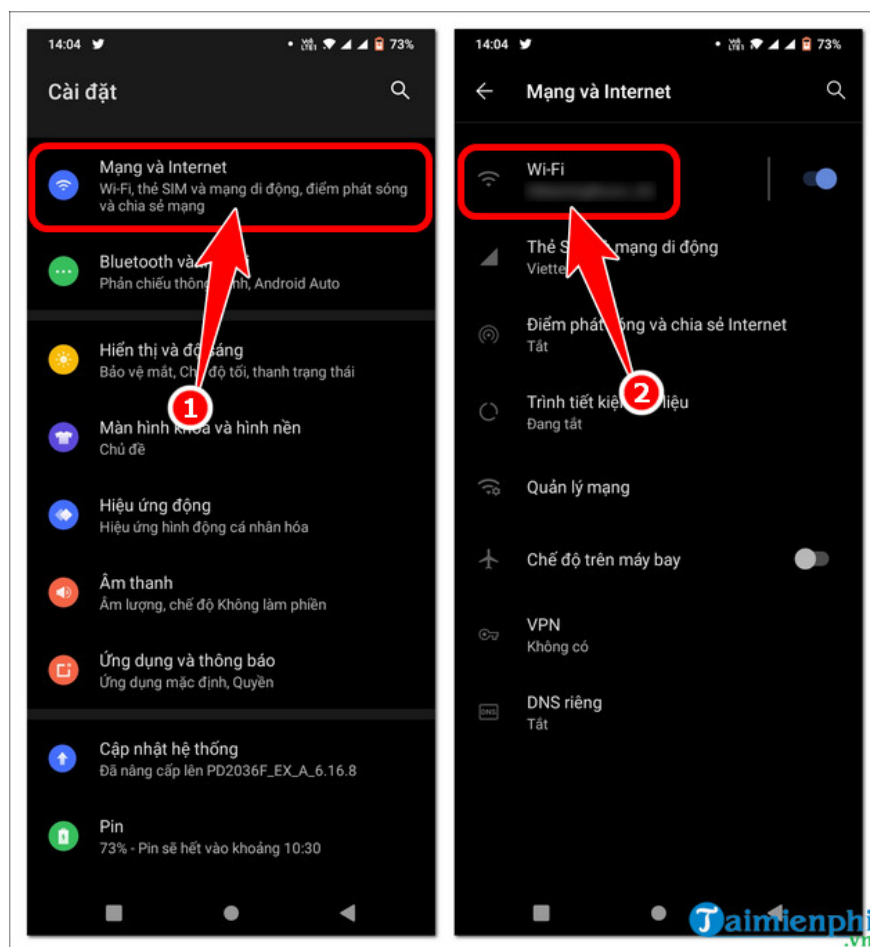 14:04
73%
Cài đặt
Mạng và Internet
Wi-Fi, thẻ SIM và mạng di động, điểm phát sóng
và chia sẻ mạng
1
Bluetooth và
Phản chiếu, Android Auto
Hiển thị và độ sáng
Bảo vệ mắt, độ tối, thanh trạng thái
Màn hình khóa và hình nền
Chủ đề
Hiệu ứng động
Hiệu ứng hình động cá nhân hóa
Âm thanh
Âm lượng, chế độ Không làm phiền
Ứng dụng và thông báo
Ứng dụng mặc định, Quyền
Cập nhật hệ thống
Đã nâng cấp lên PD2036F_EX_A_6.16.8
Pin
73% - Pin sẽ hết vào khoảng 10:30
14:04
73%
Mạng và Internet
Wi-Fi
2
Thẻ mạng di động
Điểm phát sóng và chia sẻ Internet
Tắt
Trình tiết kiệm liệu
Đang tắt
Quản lý mạng
Chế độ trên máy bay
VPN
Không có
DNS riêng
DNS
Tắt
Taimienphi
.vn